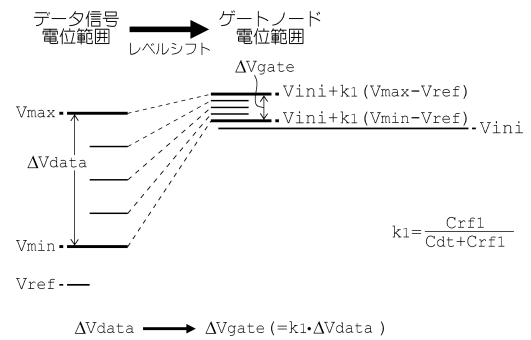 データ信号
電位範囲
レベルシフト
ゲートノード
電位範囲
ΔVgate
Vini+k1(Vmax−Vref)
Vmax
Vini+k1(Vmin−Vref)
Vini
ΔVdata
k1=Crf1/Cdt+Crf1
Vmin
Vref
ΔVdata → ΔVgate(=k1•ΔVdata )